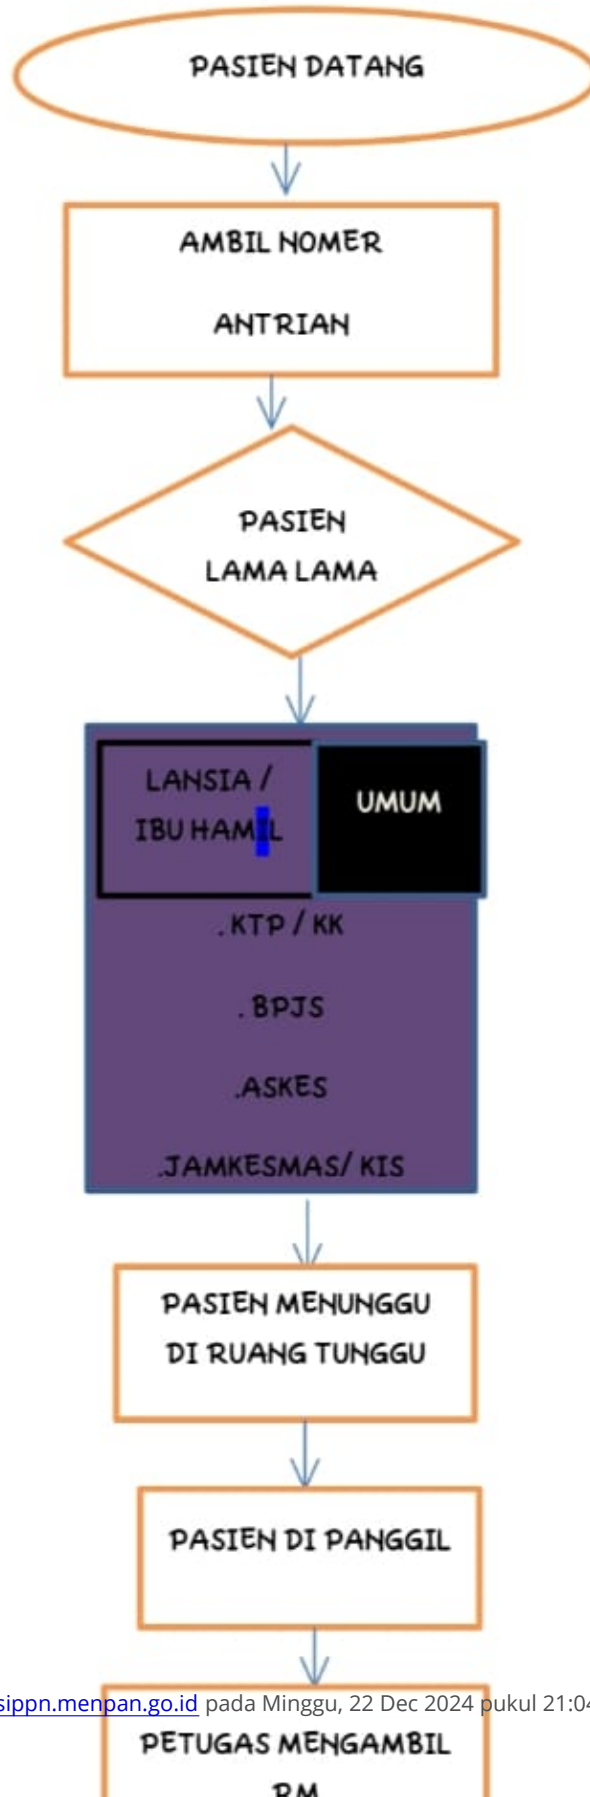 PASIEN DATANG
AMBIL NOMER
ANTRIAN
PASIEN
LAMA LAMA
LANSIA /
IBU HAMIL
UMUM
. KTP / KK
. BPJS
.ASKES
.JAMKESMAS/ KIS
PASIEN MENUNGGU
DI RUANG TUNGGU
PASIEN DI PANGGIL
sippn.menpan.go.id pada Minggu, 22 Dec 2024 pukul 21:04
PETUGAS MENGAMBIL
RM